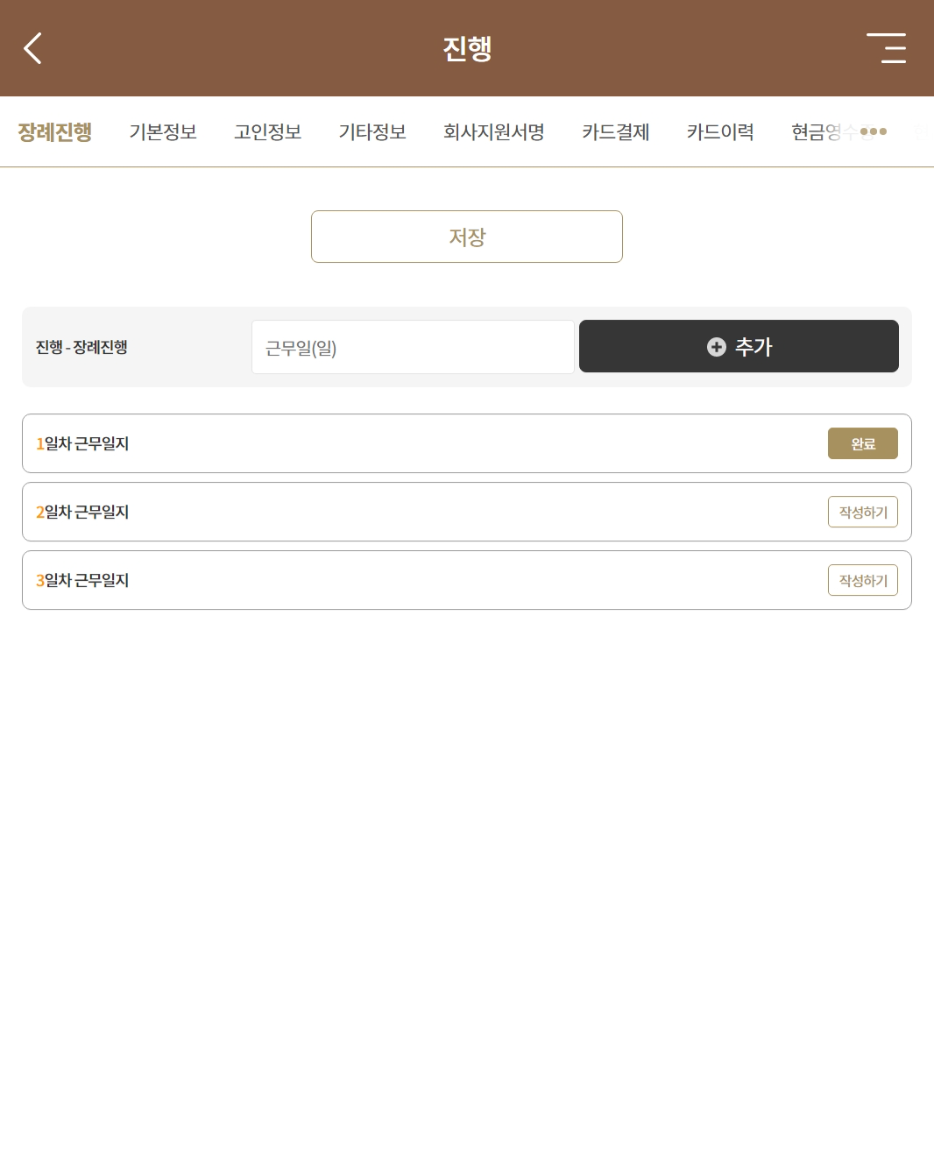 진행
장례진행 기본정보 고인정보 기타정보 회사지원서명 카드결제 카드이력 현금영수
저장
진행 - 장례진행 근무일(일) 추가
1일차 근무일지 완료
2일차 근무일지 작성하기
3일차 근무일지 작성하기